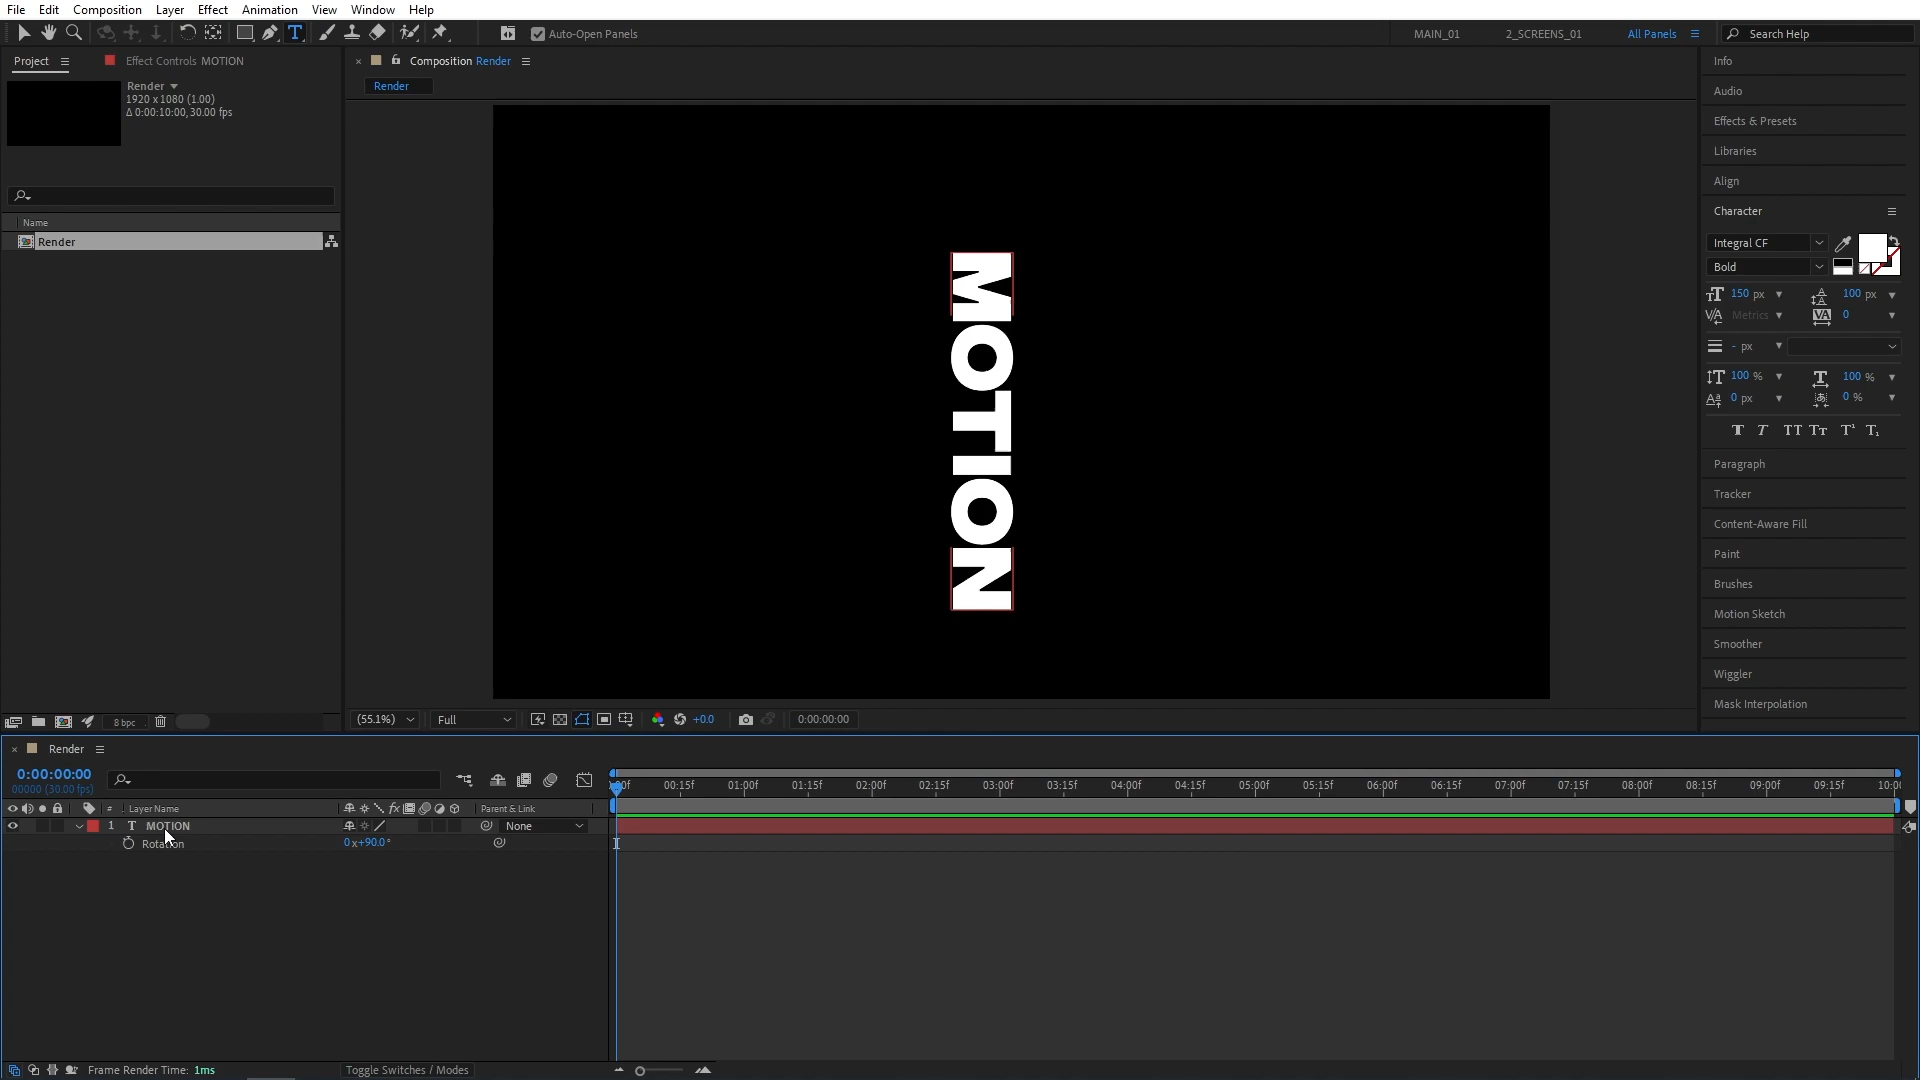 File Edit Composition Layer Effect Animation View Window Help
Auto-Open Panels
MAIN_01 2_SCREENS_01 All Panels Search Help
Project Effect Controls MOTION
Composition Render
Render
Render
1920 x 1080 (1.00)
Δ 0:00:10:00, 30.00 fps
Name
Render
8 bpc
MOTION
(55.1%) Full +0.0 0:00:00:00
Info
Audio
Effects & Presets
Libraries
Align
Character
Integral CF
Bold
150 px 100 px
Metrics 0
- px
100 % 100 %
0 px 0 %
T T TT Tт T¹ T₁
Paragraph
Tracker
Content-Aware Fill
Paint
Brushes
Motion Sketch
Smoother
Wiggler
Mask Interpolation
Render
0:00:00:00
00000 (30.00 fps)
00:15f 01:00f 01:15f 02:00f 02:15f 03:00f 03:15f 04:00f 04:15f 05:00f 05:15f 06:00f 06:15f 07:00f 07:15f 08:00f 08:15f 09:00f 09:15f 10:00
# Layer Name Parent & Link
1 T MOTION None
Rotation 0x+90.0°
Frame Render Time: 1ms Toggle Switches / Modes